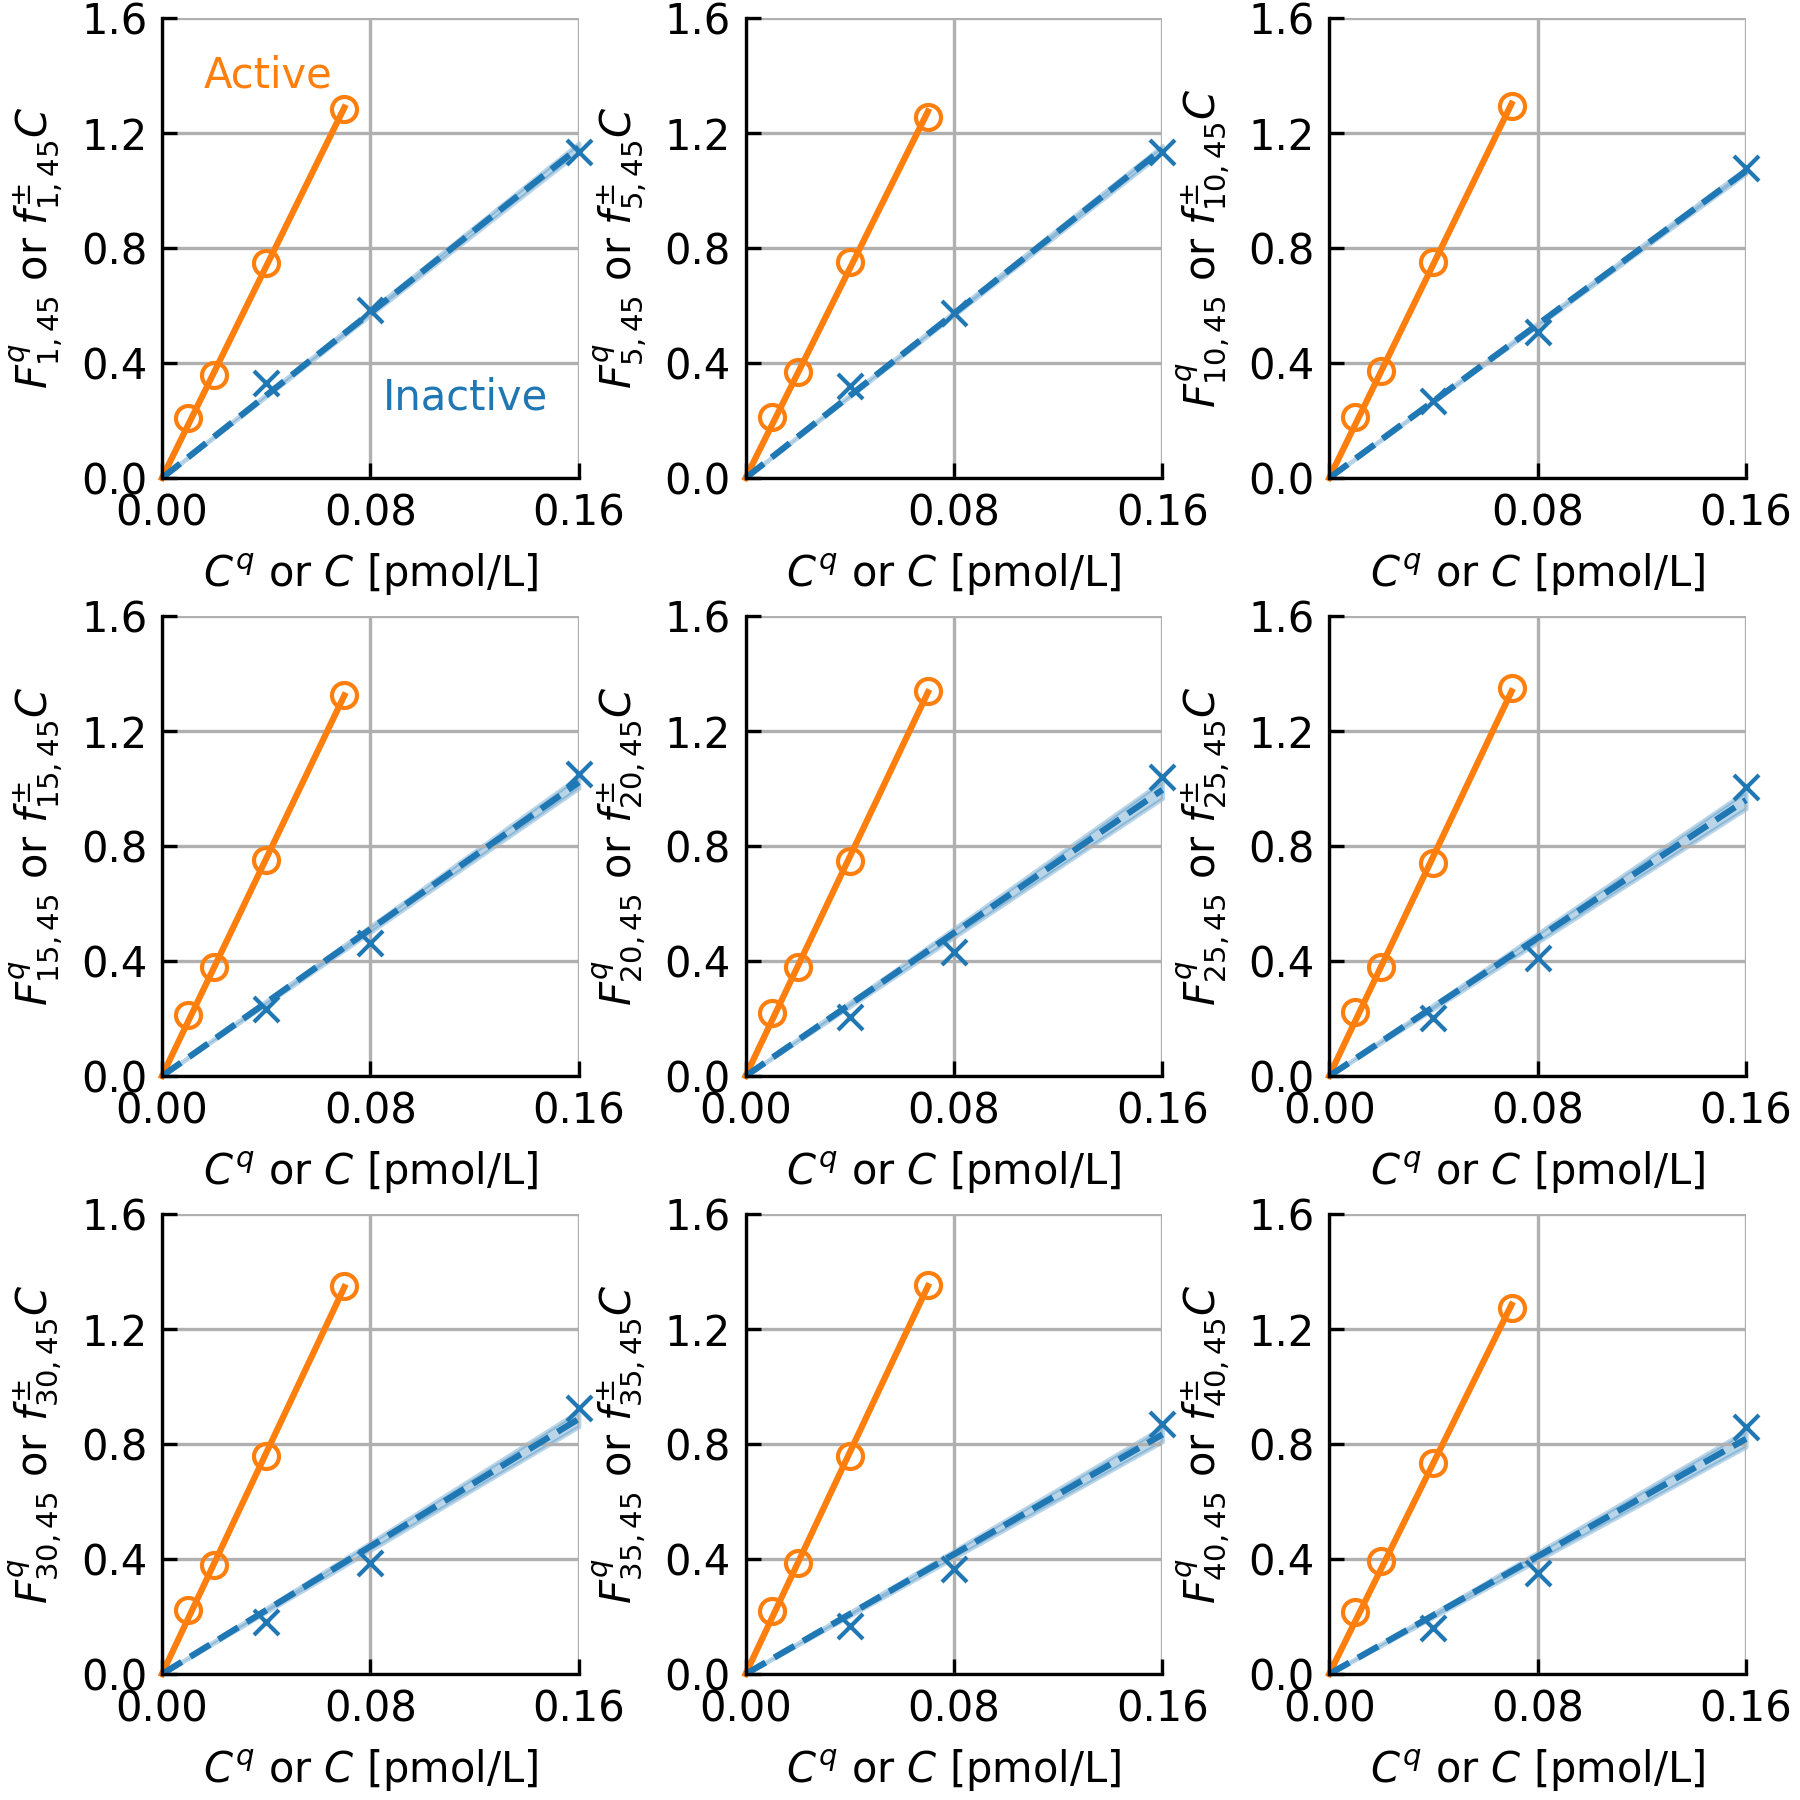 1.6 1.6 1.6
Active
1.2 1.2 1.2
0.8 0.8 0.8
0.4 0.4 0.4
Inactive
0.0 0.0 0.0
F^q_{1,45} or f^±_{1,45}C F^q_{5,45} or f^±_{5,45}C F^q_{10,45} or f^±_{10,45}C
0.00 0.08 0.16 0.08 0.16 0.08 0.16
C^q or C [pmol/L] C^q or C [pmol/L] C^q or C [pmol/L]
1.6 1.6 1.6
1.2 1.2 1.2
0.8 0.8 0.8
0.4 0.4 0.4
0.0 0.0 0.0
F^q_{15,45} or f^±_{15,45}C F^q_{20,45} or f^±_{20,45}C F^q_{25,45} or f^±_{25,45}C
0.00 0.08 0.16 0.00 0.08 0.16 0.00 0.08 0.16
C^q or C [pmol/L] C^q or C [pmol/L] C^q or C [pmol/L]
1.6 1.6 1.6
1.2 1.2 1.2
0.8 0.8 0.8
0.4 0.4 0.4
0.0 0.0 0.0
F^q_{30,45} or f^±_{30,45}C F^q_{35,45} or f^±_{35,45}C F^q_{40,45} or f^±_{40,45}C
0.00 0.08 0.16 0.00 0.08 0.16 0.00 0.08 0.16
C^q or C [pmol/L] C^q or C [pmol/L] C^q or C [pmol/L]